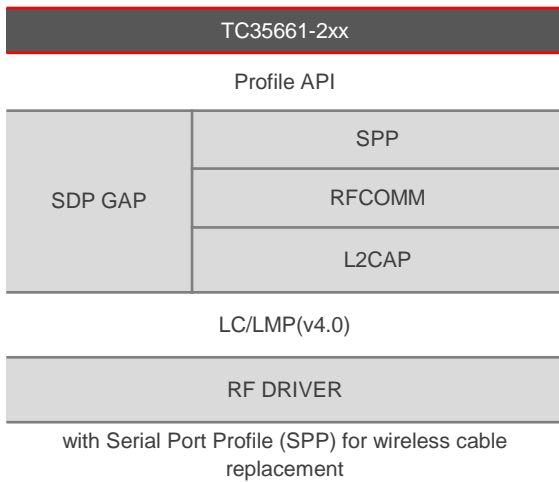 TC35661-2xx
Profile API
SDP GAP
SPP
RFCOMM
L2CAP
LC/LMP(v4.0)
RF DRIVER
with Serial Port Profile (SPP) for wireless cable
replacement